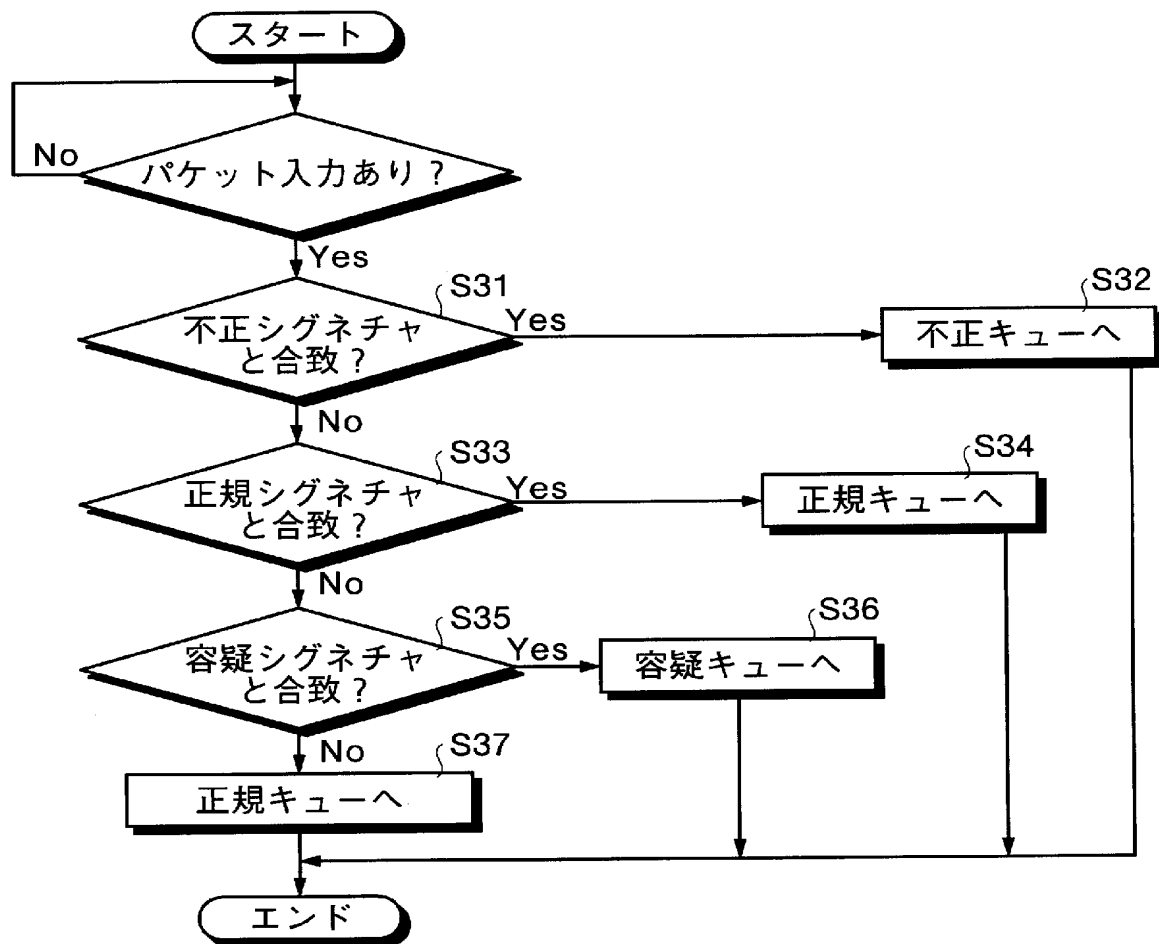 スタート
No
パケット入力あり？
Yes
S31
不正シグネチャ
と合致？
Yes
S32
不正キューへ
No
S33
正規シグネチャ
と合致？
Yes
S34
正規キューへ
No
S35
容疑シグネチャ
と合致？
Yes
S36
容疑キューへ
No
S37
正規キューへ
エンド